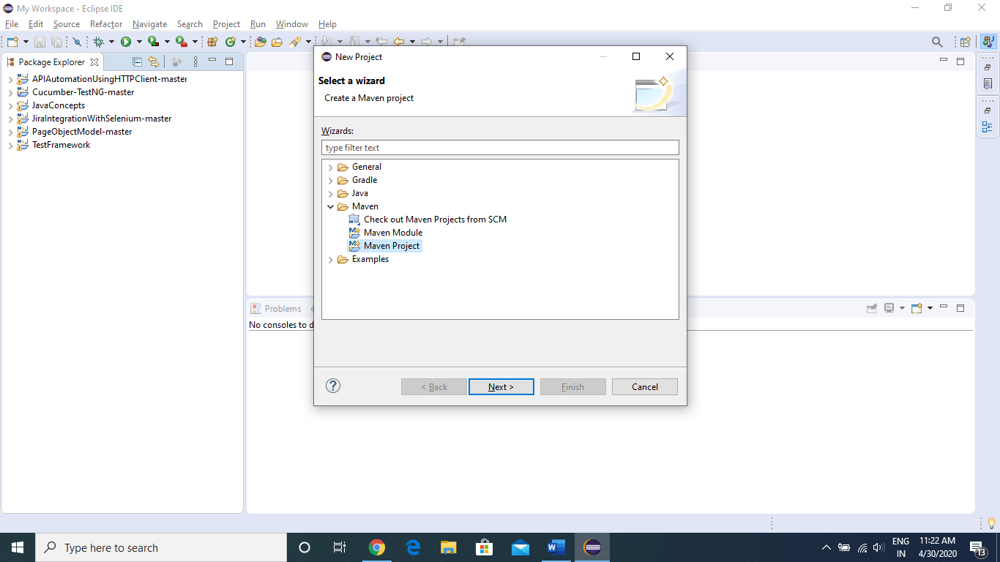 My Workspace - Eclipse IDE
File Edit Source Refactor Navigate Search Project Run Window Help
Package Explorer
APIAutomationUsingHTTPClient-master
Cucumber-TestNG-master
JavaConcepts
JiraIntegrationWithSelenium-master
PageObjectModel-master
TestFramework
New Project
Select a wizard
Create a Maven project
Wizards:
type filter text
General
Gradle
Java
Maven
Check out Maven Projects from SCM
Maven Module
Maven Project
Examples
< Back Next > Finish Cancel
Problems
No consoles to d
Type here to search
ENG
IN
11:22 AM
4/30/2020
13